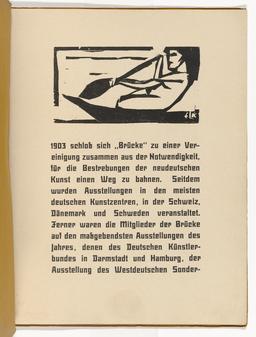 1903 schloß sich „Brücke“ zu einer Ver-
einigung zusammen aus der Notwendigkeit,
für die Bestrebungen der neudeutschen
Kunst einen Weg zu bahnen. Seitdem
wurden Ausstellungen in den meisten
deutschen Kunstzentren, in der Schweiz,
Dänemark und Schweden veranstaltet.
Ferner waren die Mitglieder der Brücke
auf den maßgebendsten Ausstellungen des
Jahres, denen des Deutschen Künstler-
bundes in Darmstadt und Hamburg, der
Ausstellung des Westdeutschen Sonder-